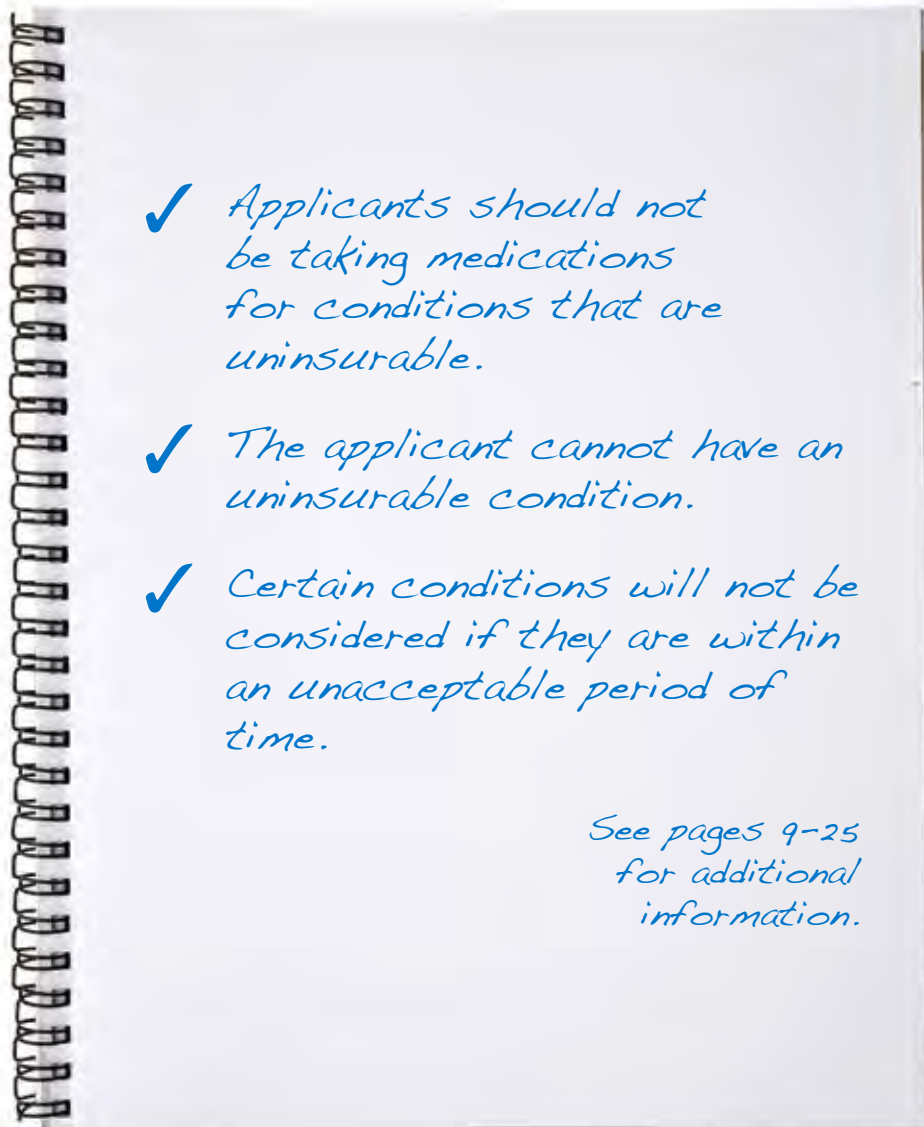 ✓ Applicants should not
be taking medications
for conditions that are
uninsurable.
✓ The applicant cannot have an
uninsurable condition.
✓ Certain conditions will not be
considered if they are within
an unacceptable period of
time.
See pages 9-25
for additional
information.